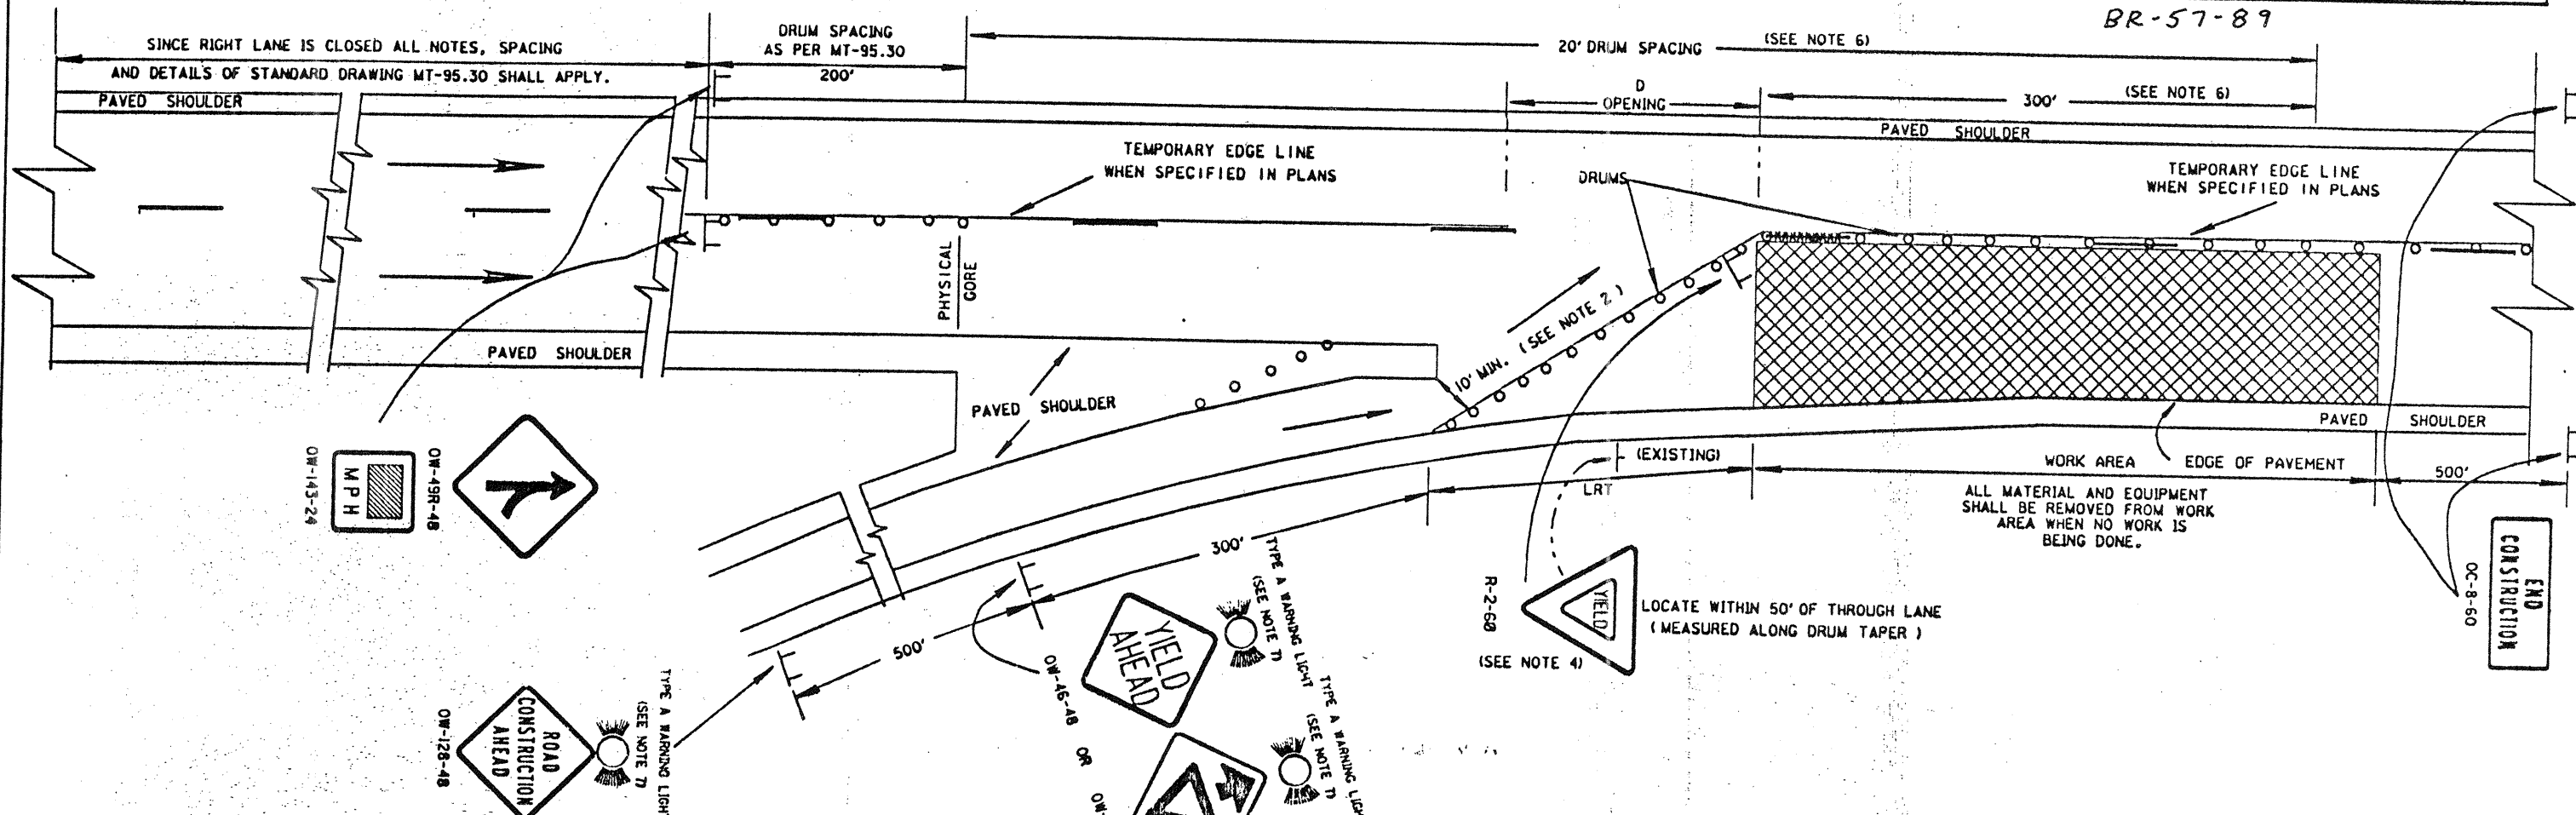 BR-57-89
SINCE RIGHT LANE IS CLOSED ALL NOTES, SPACING
AND DETAILS OF STANDARD DRAWING MT-95.30 SHALL APPLY.
DRUM SPACING
AS PER MT-95.30
200'
20' DRUM SPACING (SEE NOTE 6)
D
OPENING
300' (SEE NOTE 6)
PAVED SHOULDER
PAVED SHOULDER
TEMPORARY EDGE LINE
WHEN SPECIFIED IN PLANS
DRUMS
TEMPORARY EDGE LINE
WHEN SPECIFIED IN PLANS
PHYSICAL
GORE
10' MIN. (SEE NOTE 2)
PAVED SHOULDER
PAVED SHOULDER
PAVED SHOULDER
(EXISTING)
LRT
WORK AREA
EDGE OF PAVEMENT
500'
ALL MATERIAL AND EQUIPMENT
SHALL BE REMOVED FROM WORK
AREA WHEN NO WORK IS
BEING DONE.
MPH
OW-143-24
OW-49R-48
300'
500'
TYPE A WARNING LIGHT
(SEE NOTE 7)
YIELD
AHEAD
OW-46-48 OR OW-
TYPE A WARNING LIGH
(SEE NOTE 7)
YIELD
R-2-60
(SEE NOTE 4)
LOCATE WITHIN 50' OF THROUGH LANE
(MEASURED ALONG DRUM TAPER)
END
CONSTRUCTION
OC-8-60
ROAD
CONSTRUCTION
AHEAD
OW-128-48
TYPE A WARNING LIGH
(SEE NOTE 7)